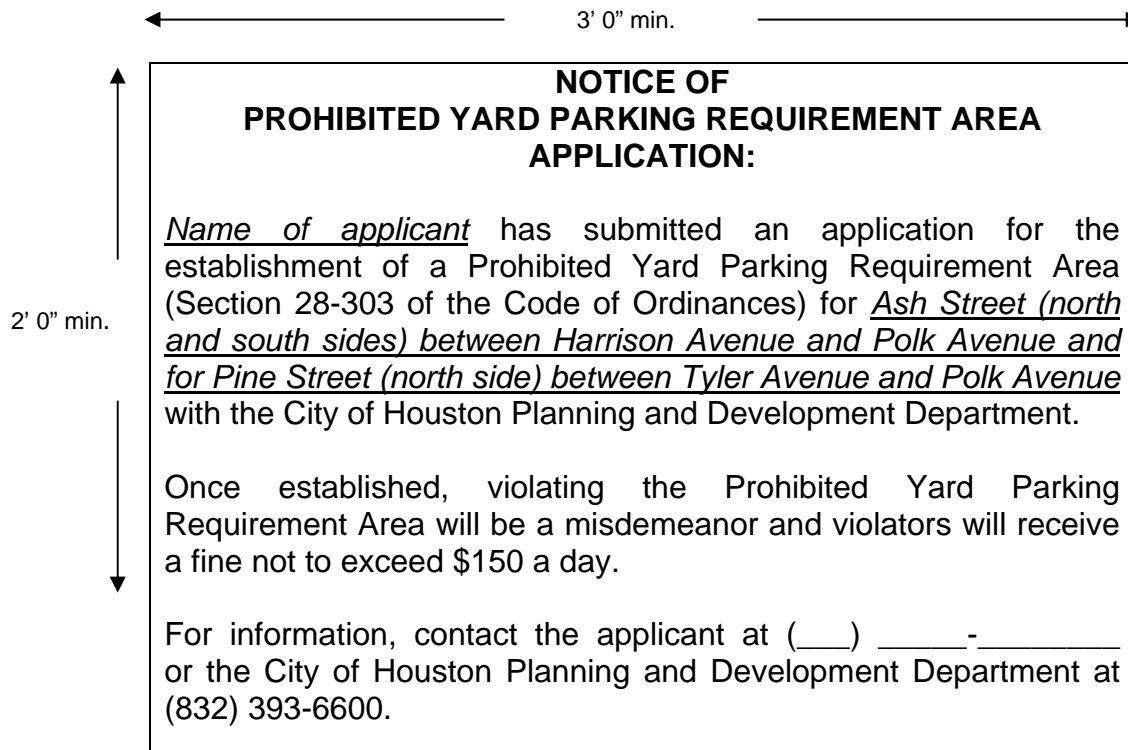 3’ 0” min.
NOTICE OF
PROHIBITED YARD PARKING REQUIREMENT AREA
APPLICATION:
Name of applicant has submitted an application for the
establishment of a Prohibited Yard Parking Requirement Area
(Section 28-303 of the Code of Ordinances) for Ash Street (north
and south sides) between Harrison Avenue and Polk Avenue and
for Pine Street (north side) between Tyler Avenue and Polk Avenue
with the City of Houston Planning and Development Department.
2’ 0” min.
Once established, violating the Prohibited Yard Parking
Requirement Area will be a misdemeanor and violators will receive
a fine not to exceed $150 a day.
For information, contact the applicant at (___) _____-________
or the City of Houston Planning and Development Department at
(832) 393-6600.